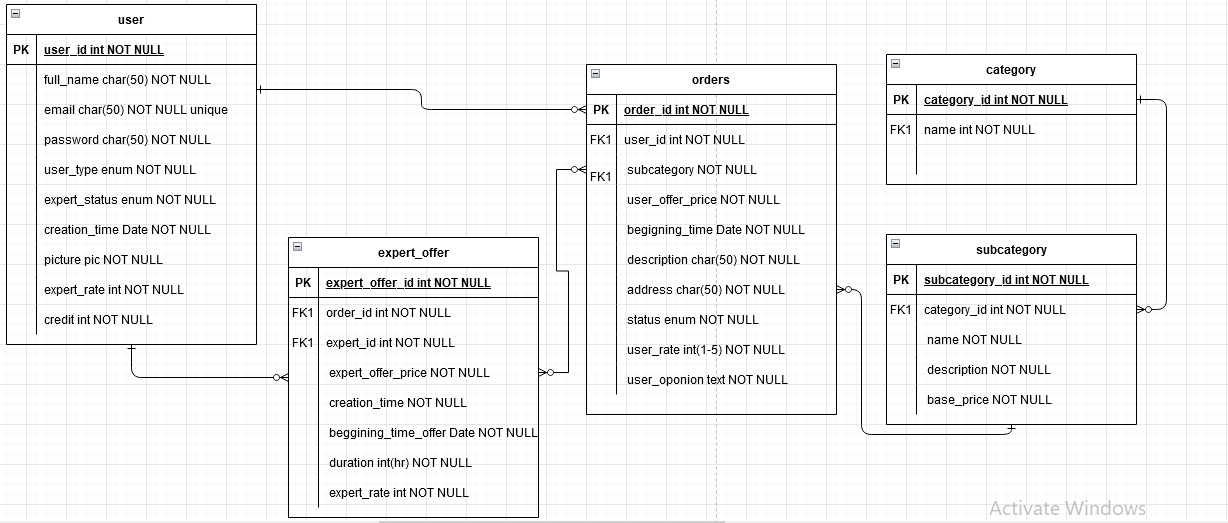 user
PK user_id int NOT NULL
full_name char(50) NOT NULL
email char(50) NOT NULL unique
password char(50) NOT NULL
user_type enum NOT NULL
expert_status enum NOT NULL
creation_time Date NOT NULL
picture pic NOT NULL
expert_rate int NOT NULL
credit int NOT NULL
expert_offer
PK expert_offer_id int NOT NULL
FK1 order_id int NOT NULL
FK1 expert_id int NOT NULL
expert_offer_price NOT NULL
creation_time NOT NULL
beggining_time_offer Date NOT NULL
duration int(hr) NOT NULL
expert_rate int NOT NULL
orders
PK order_id int NOT NULL
FK1 user_id int NOT NULL
FK1 subcategory NOT NULL
user_offer_price NOT NULL
begigning_time Date NOT NULL
description char(50) NOT NULL
address char(50) NOT NULL
status enum NOT NULL
user_rate int(1-5) NOT NULL
user_oponion text NOT NULL
category
PK category_id int NOT NULL
FK1 name int NOT NULL
subcategory
PK subcategory_id int NOT NULL
FK1 category_id int NOT NULL
name NOT NULL
description NOT NULL
base_price NOT NULL
Activate Windows